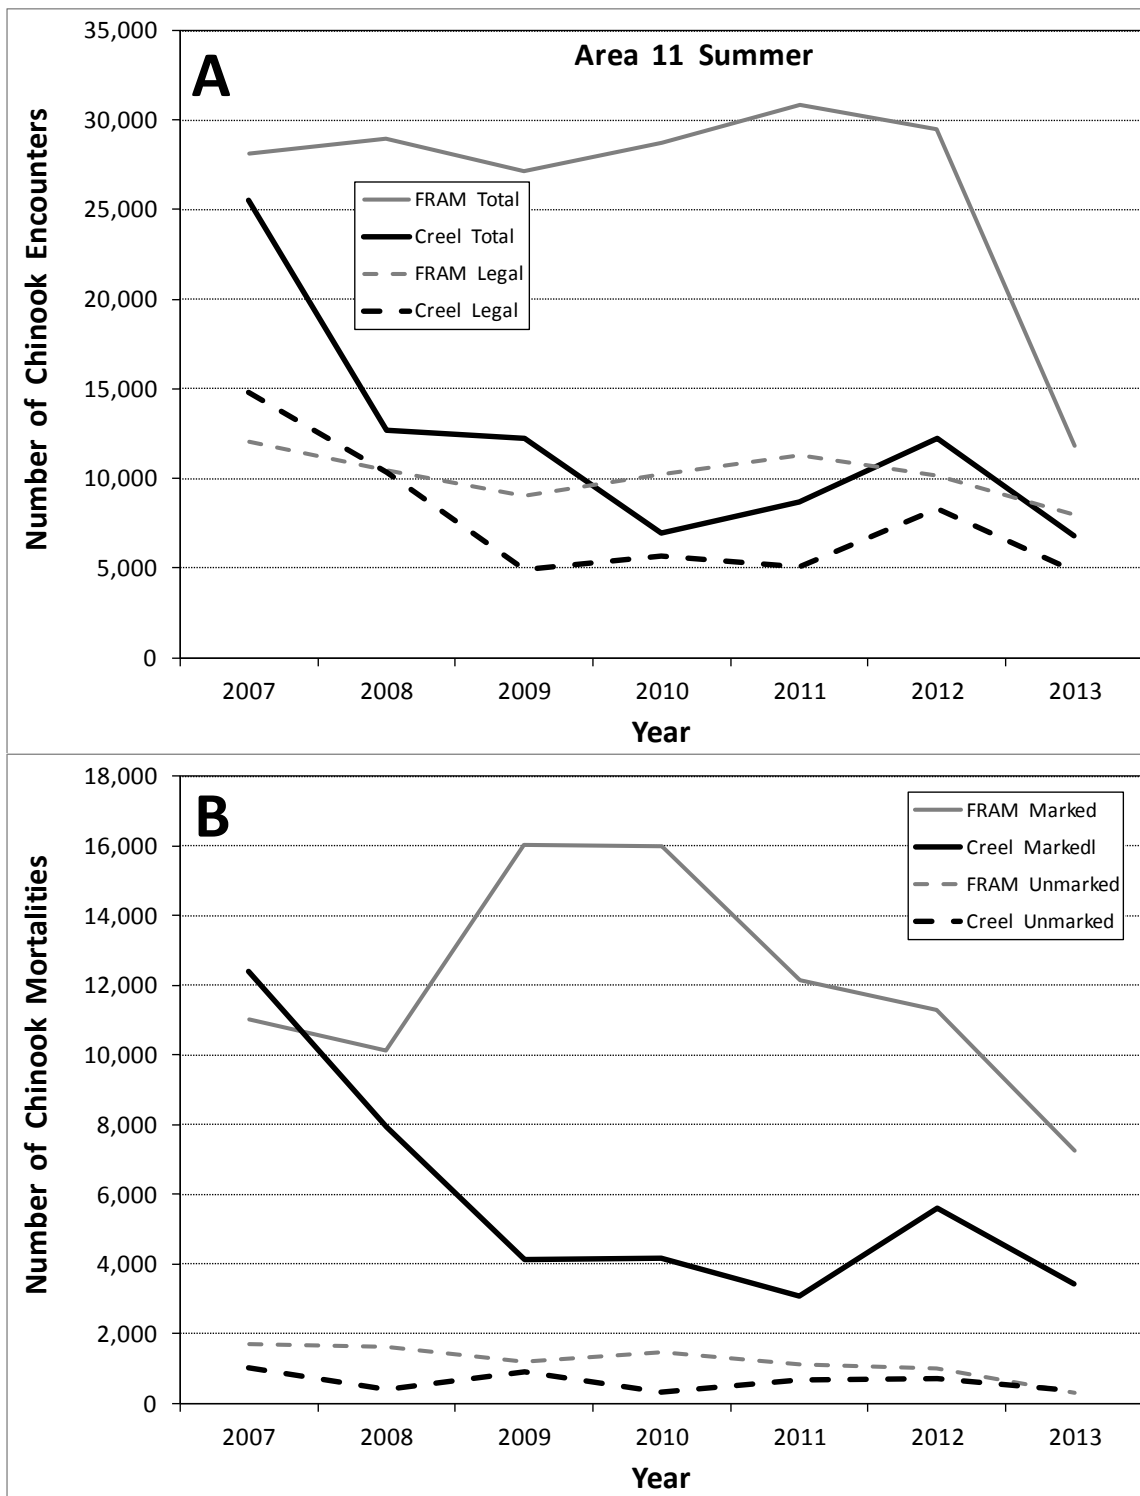 Area 11 Summer
A
Number of Chinook Encounters
35,000
30,000
25,000
20,000
15,000
10,000
5,000
0
FRAM Total
Creel Total
FRAM Legal
Creel Legal
2007 2008 2009 2010 2011 2012 2013
Year
B
Number of Chinook Mortalities
18,000
16,000
14,000
12,000
10,000
8,000
6,000
4,000
2,000
0
FRAM Marked
Creel Markedl
FRAM Unmarked
Creel Unmarked
2007 2008 2009 2010 2011 2012 2013
Year